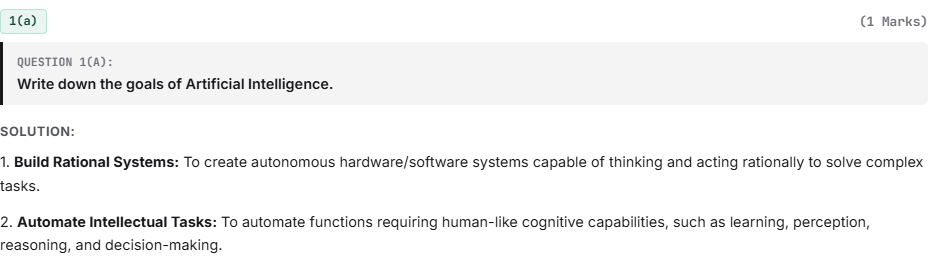 1(a) (1 Marks)
QUESTION 1(A):
Write down the goals of Artificial Intelligence.
SOLUTION:
1. Build Rational Systems: To create autonomous hardware/software systems capable of thinking and acting rationally to solve complex
tasks.
2. Automate Intellectual Tasks: To automate functions requiring human-like cognitive capabilities, such as learning, perception,
reasoning, and decision-making.